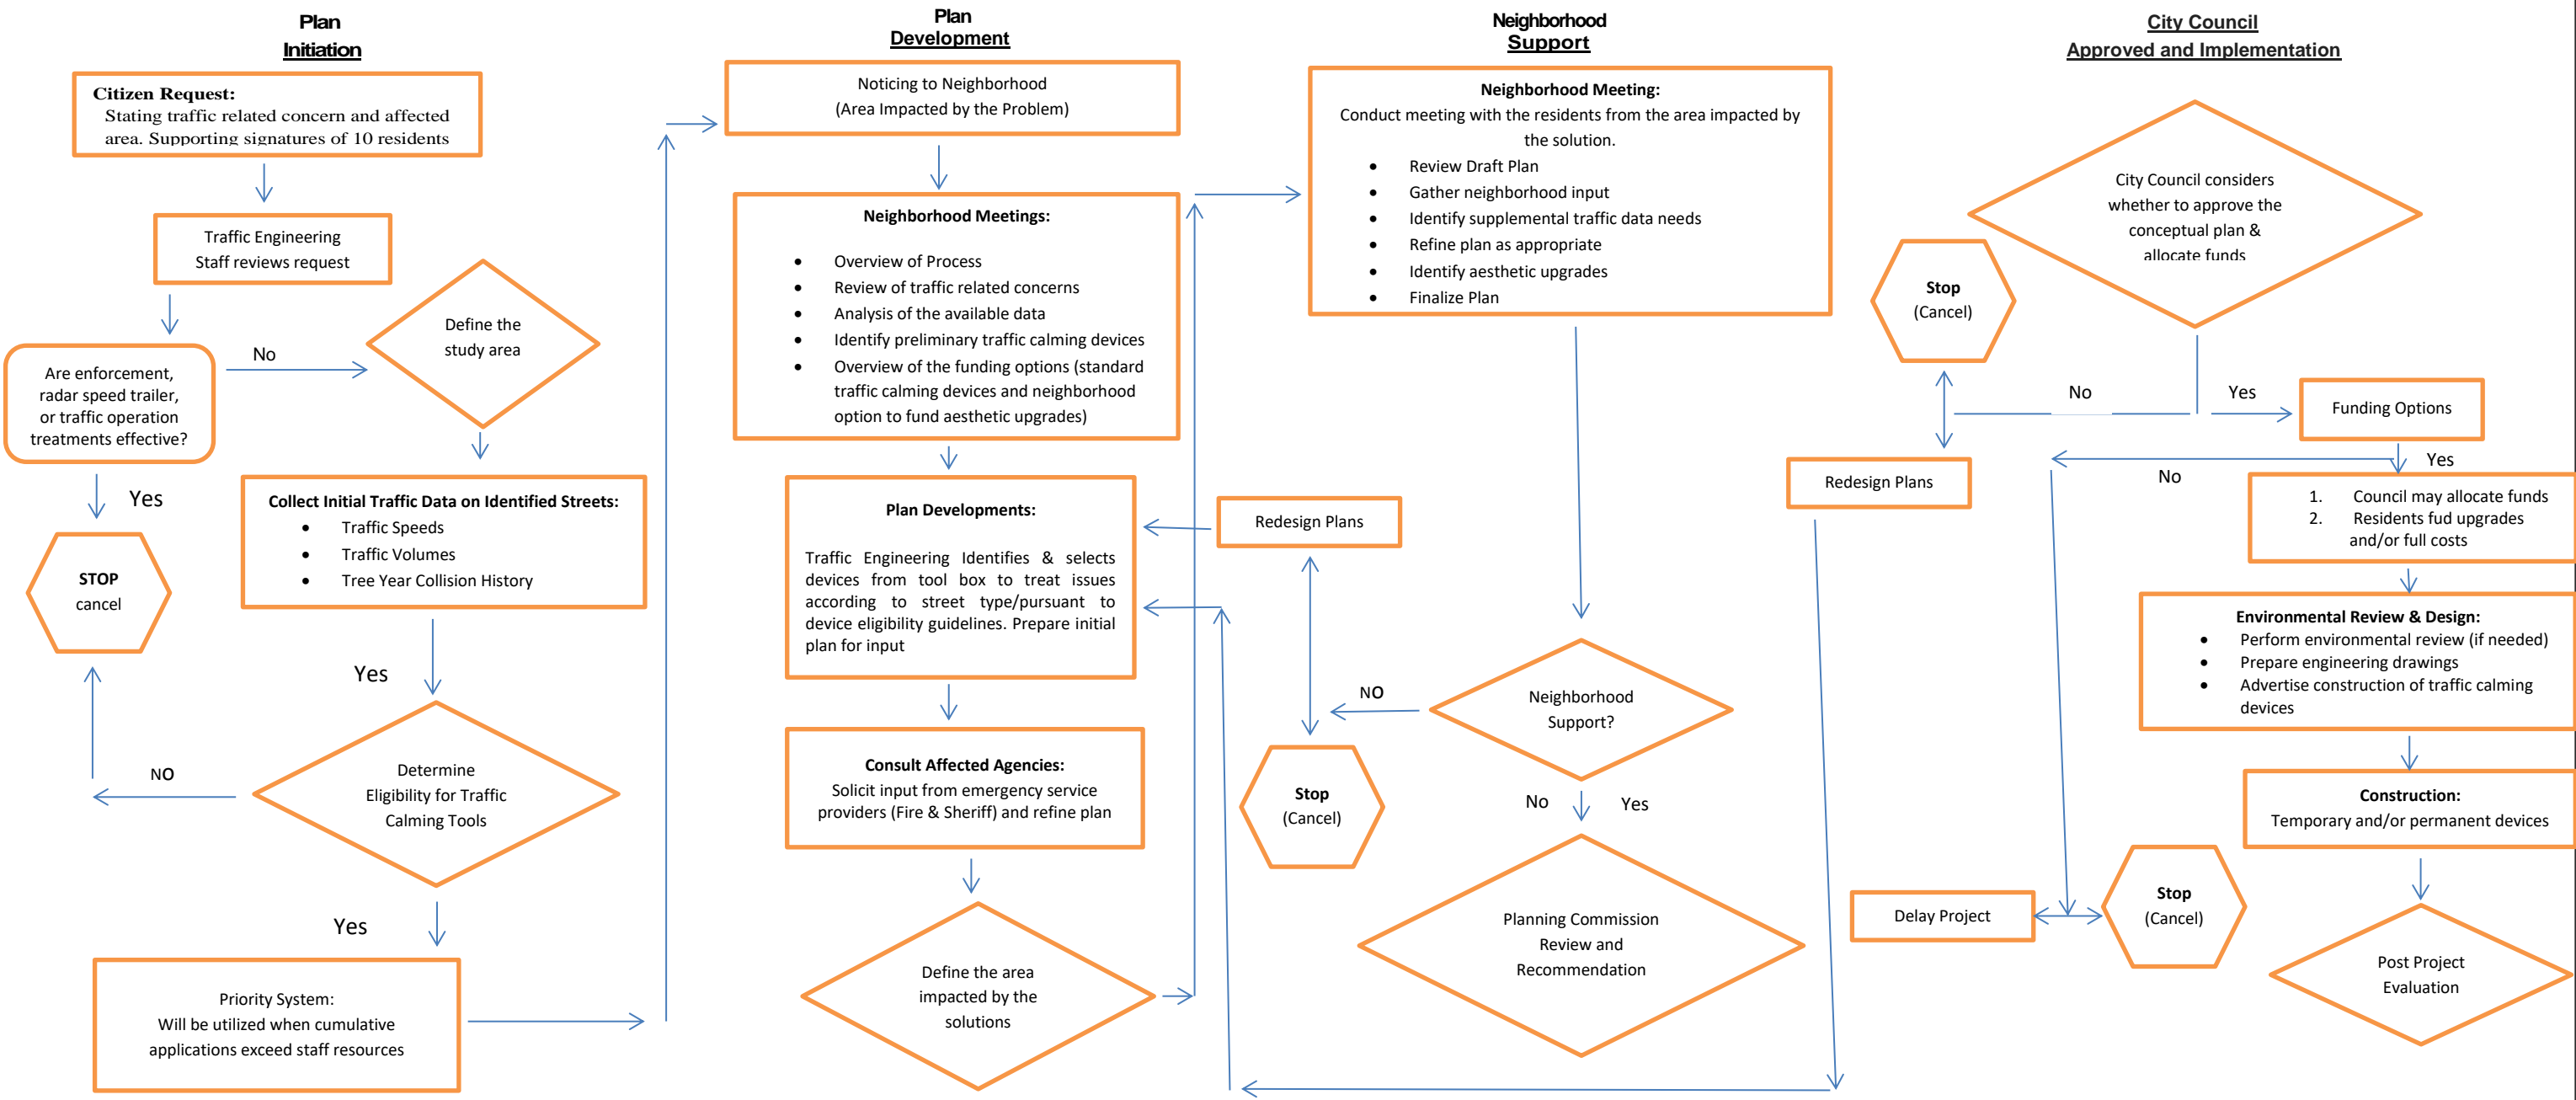 Plan
Initiation
Citizen Request:
Stating traffic related concern and affected
area. Supporting signatures of 10 residents
Traffic Engineering
Staff reviews request
Are enforcement,
radar speed trailer,
or traffic operation
treatments effective?
No
Define the
study area
Yes
STOP
cancel
Collect Initial Traffic Data on Identified Streets:
• Traffic Speeds
• Traffic Volumes
• Tree Year Collision History
Yes
NO
Determine
Eligibility for Traffic
Calming Tools
Yes
Priority System:
Will be utilized when cumulative
applications exceed staff resources
Plan
Development
Noticing to Neighborhood
(Area Impacted by the Problem)
Neighborhood Meetings:
• Overview of Process
• Review of traffic related concerns
• Analysis of the available data
• Identify preliminary traffic calming devices
• Overview of the funding options (standard
traffic calming devices and neighborhood
option to fund aesthetic upgrades)
Plan Developments:
Traffic Engineering Identifies & selects
devices from tool box to treat issues
according to street type/pursuant to
device eligibility guidelines. Prepare initial
plan for input
Consult Affected Agencies:
Solicit input from emergency service
providers (Fire & Sheriff) and refine plan
Define the area
impacted by the
solutions
Neighborhood
Support
Neighborhood Meeting:
Conduct meeting with the residents from the area impacted by
the solution.
• Review Draft Plan
• Gather neighborhood input
• Identify supplemental traffic data needs
• Refine plan as appropriate
• Identify aesthetic upgrades
• Finalize Plan
Redesign Plans
NO
Neighborhood
Support?
Stop
(Cancel)
No
Yes
Planning Commission
Review and
Recommendation
City Council
Approved and Implementation
City Council considers
whether to approve the
conceptual plan &
allocate funds
Stop
(Cancel)
No
Yes
Funding Options
Redesign Plans
No
Yes
1. Council may allocate funds
2. Residents fud upgrades
and/or full costs
Environmental Review & Design:
• Perform environmental review (if needed)
• Prepare engineering drawings
• Advertise construction of traffic calming
devices
Construction:
Temporary and/or permanent devices
Delay Project
Stop
(Cancel)
Post Project
Evaluation